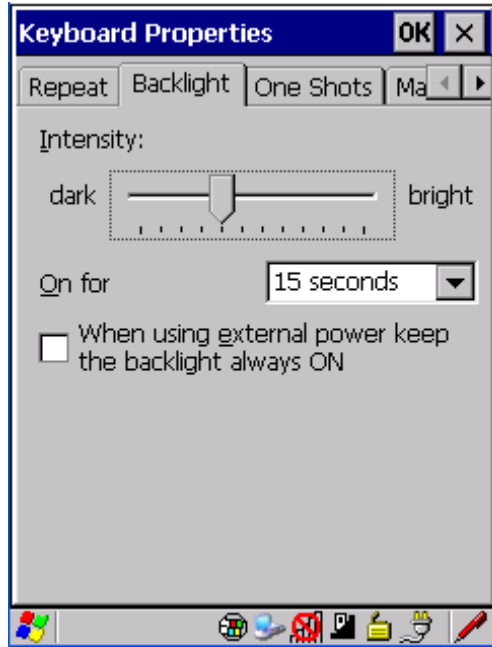 Keyboard Properties OK
Repeat Backlight One Shots Ma
Intensity:
dark bright
On for 15 seconds
When using external power keep
the backlight always ON